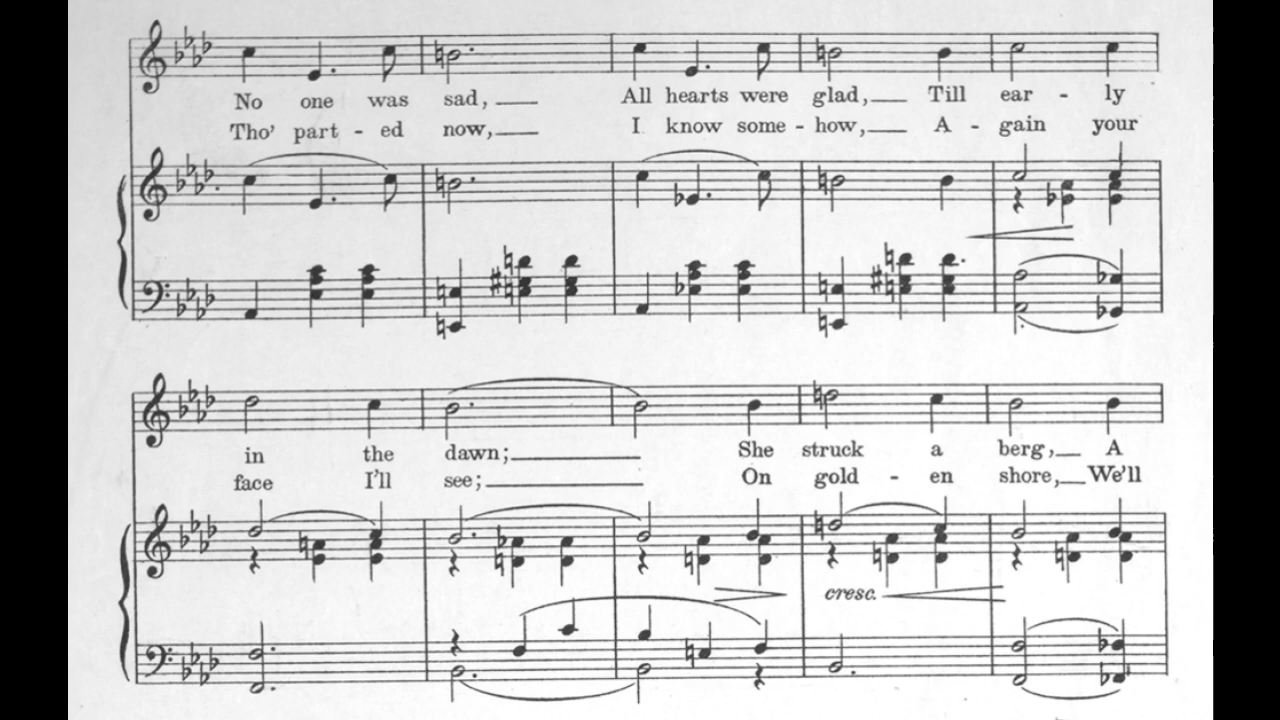 No one was sad, All hearts were glad, Till ear - ly
Tho' part - ed now, I know some - how, A - gain your
in the dawn; She struck a berg, A
face I'll see; On gold - en shore, We'll
cresc.